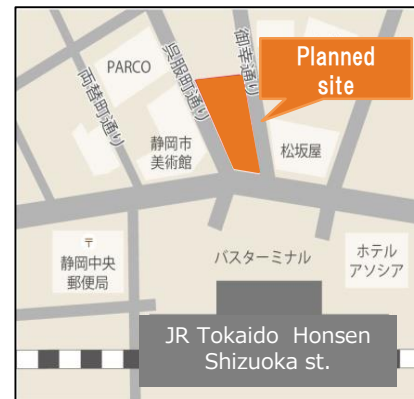 PARCO
両替町通り
呉服町通り
御幸通り
Planned
site
静岡市
美術館
松坂屋
〒
静岡中央
郵便局
バスターミナル
ホテル
アソシア
JR Tokaido Honsen
Shizuoka st.